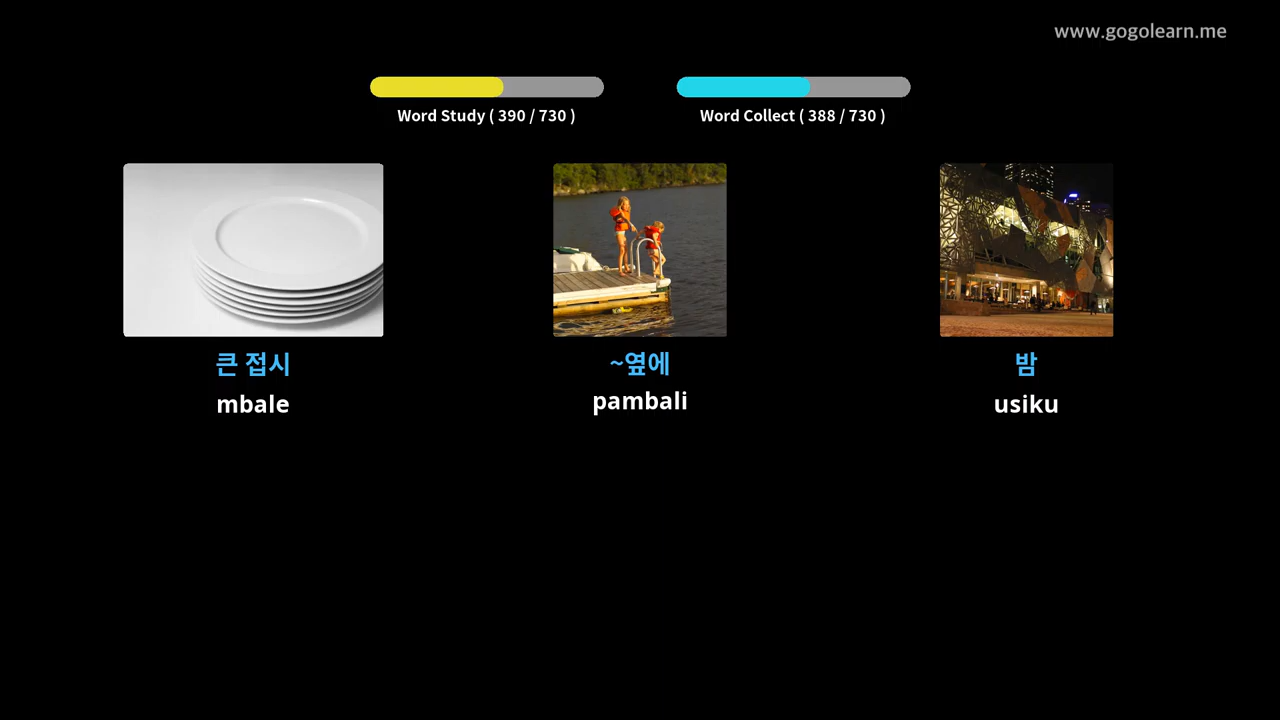 www.gogolearn.me
Word Study ( 390 / 730 )
Word Collect ( 388 / 730 )
큰 접시
mbale
~옆에
pambali
밤
usiku